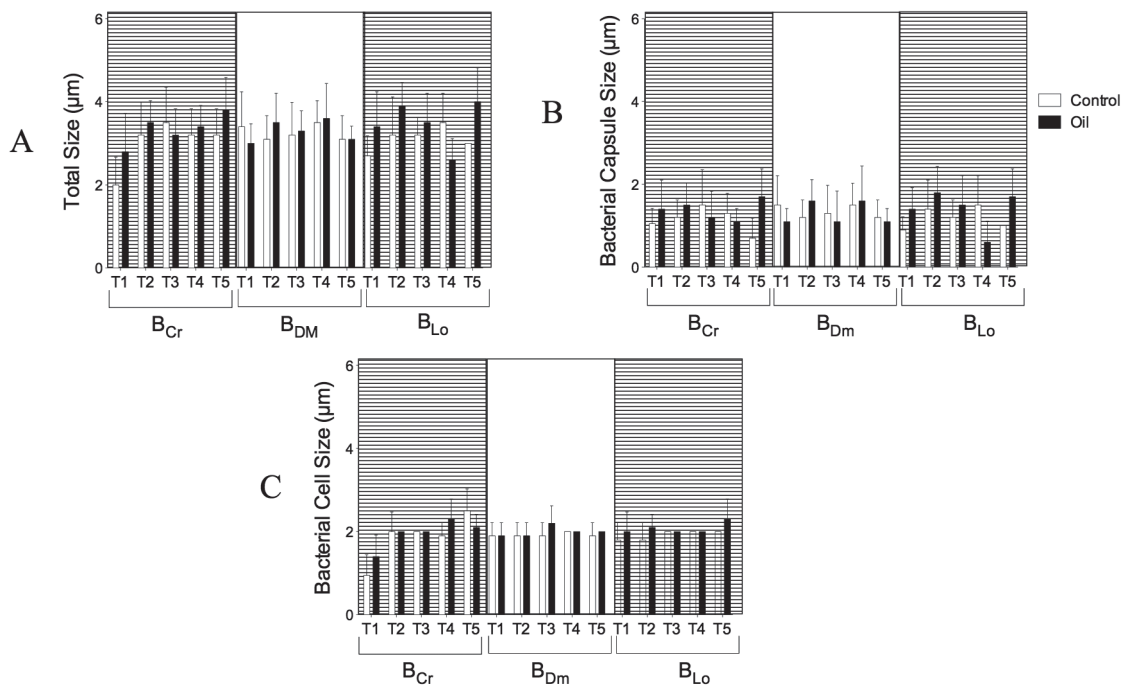 A
Total Size (µm)
6
4
2
0
T1 T2 T3 T4 T5 T1 T2 T3 T4 T5 T1 T2 T3 T4 T5
BCr BDM BLo
B
Bacterial Capsule Size (µm)
6
4
2
0
T1 T2 T3 T4 T5 T1 T2 T3 T4 T5 T1 T2 T3 T4 T5
BCr BDm BLo
Control
Oil
C
Bacterial Cell Size (µm)
6
4
2
0
T1 T2 T3 T4 T5 T1 T2 T3 T4 T5 T1 T2 T3 T4 T5
BCr BDm BLo